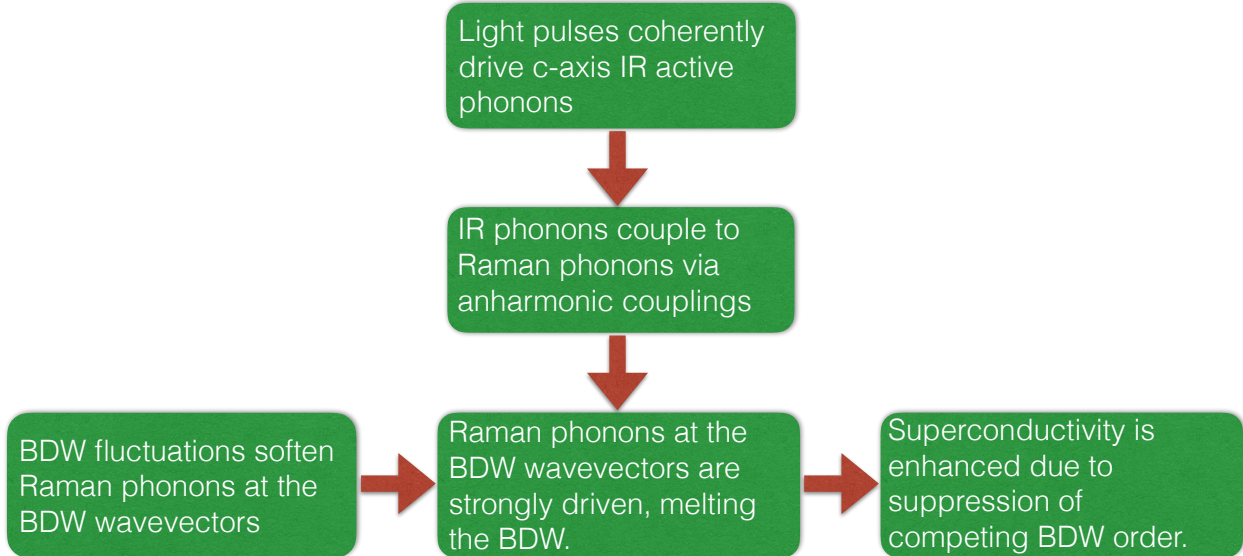 Light pulses coherently
drive c-axis IR active
phonons
IR phonons couple to
Raman phonons via
anharmonic couplings
BDW fluctuations soften
Raman phonons at the
BDW wavevectors
Raman phonons at the
BDW wavevectors are
strongly driven, melting
the BDW.
Superconductivity is
enhanced due to
suppression of
competing BDW order.